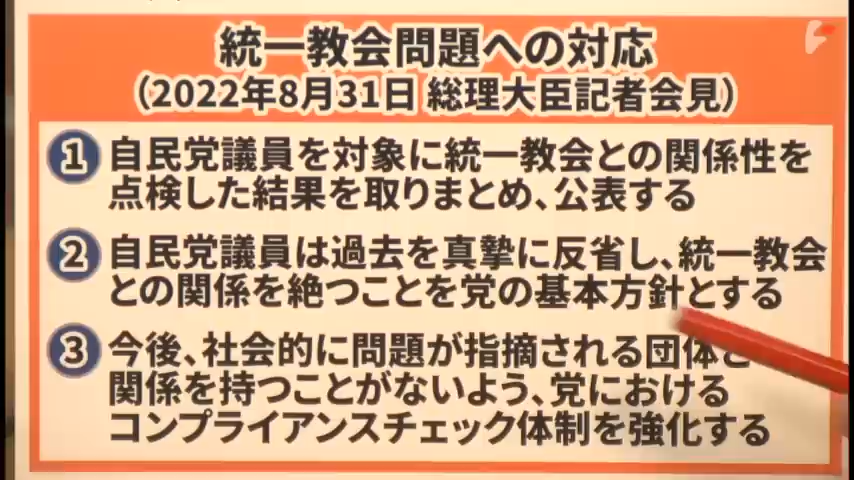 統一教会問題への対応
(2022年8月31日 総理大臣記者会見)
1 自民党議員を対象に統一教会との関係性を
点検した結果を取りまとめ、公表する
2 自民党議員は過去を真摯に反省し、統一教会
との関係を絶つことを党の基本方針とする
3 今後、社会的に問題が指摘される団体と
関係を持つことがないよう、党における
コンプライアンスチェック体制を強化する